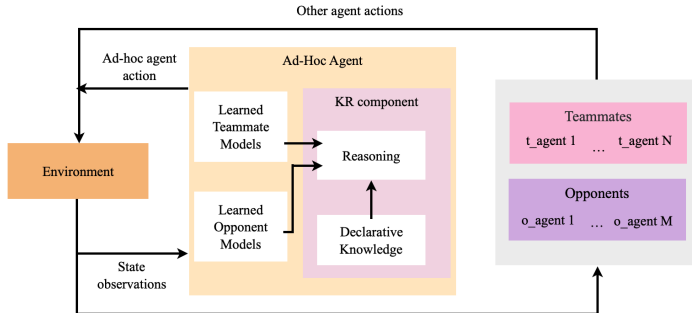 Other agent actions
Ad-hoc agent
action
Ad-Hoc Agent
Learned
Teammate
Models
KR component
Reasoning
Teammates
t_agent 1 ... t_agent N
Environment
Learned
Opponent
Models
Declarative
Knowledge
Opponents
o_agent 1 ... o_agent M
State
observations